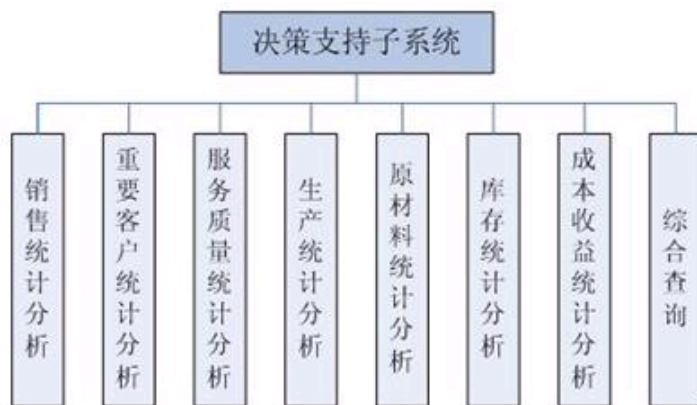 决策支持子系统
销售统计分析
重要客户统计分析
服务质量统计分析
生产统计分析
原材料统计分析
库存统计分析
成本收益统计分析
综合查询